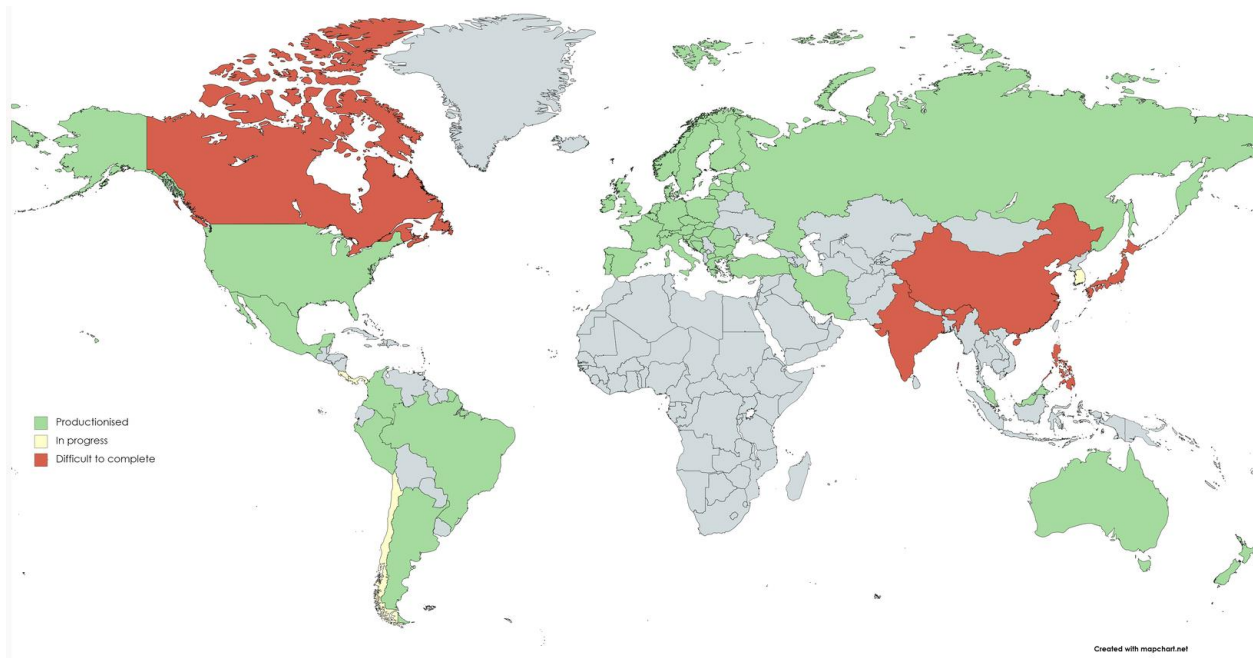 Productionised
In progress
Difficult to complete
Created with mapchart.net